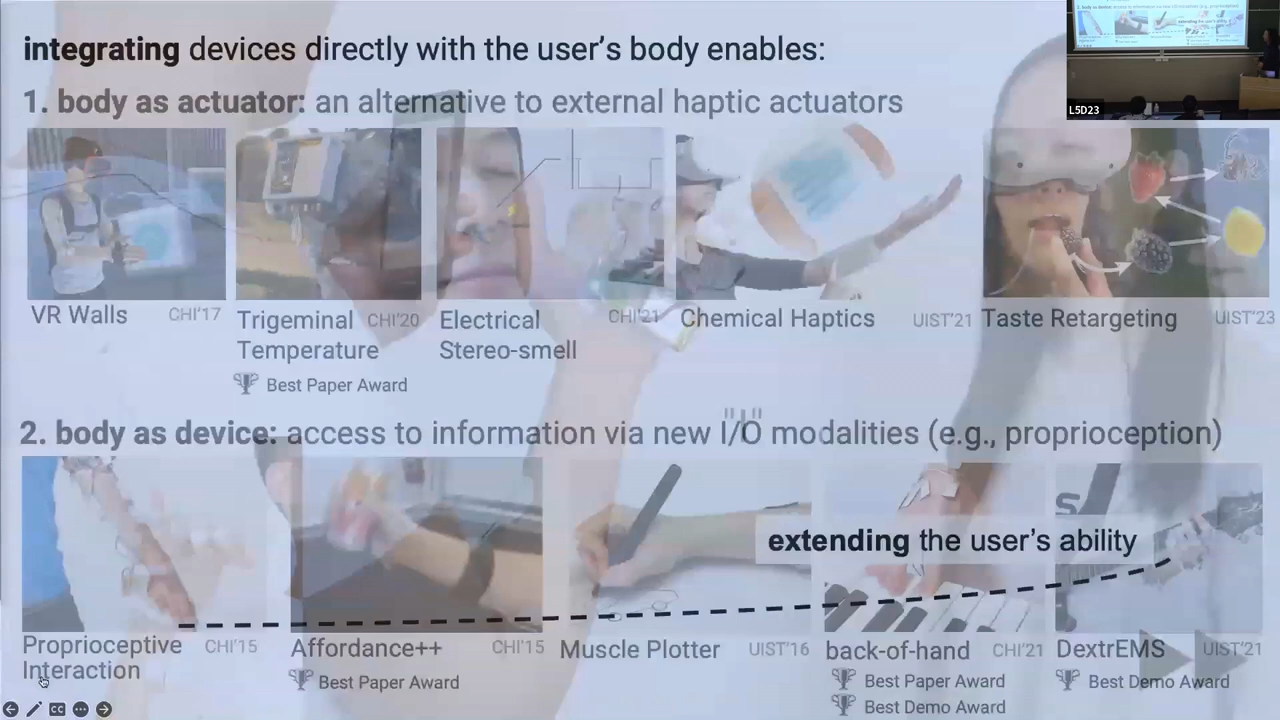 integrating devices directly with the user's body enables:
1. body as actuator: an alternative to external haptic actuators
L5D23
VR Walls CHI'17
Trigeminal Temperature CHI'20
Best Paper Award
Electrical Stereo-smell CHI'21
Chemical Haptics UIST'21
Taste Retargeting UIST'23
2. body as device: access to information via new I/O modalities (e.g., proprioception)
extending the user's ability
Proprioceptive Interaction CHI'15
Affordance++ CHI'15
Best Paper Award
Muscle Plotter UIST'16
back-of-hand CHI'21
Best Paper Award
Best Demo Award
DextrEMS UIST'21
Best Demo Award
CC